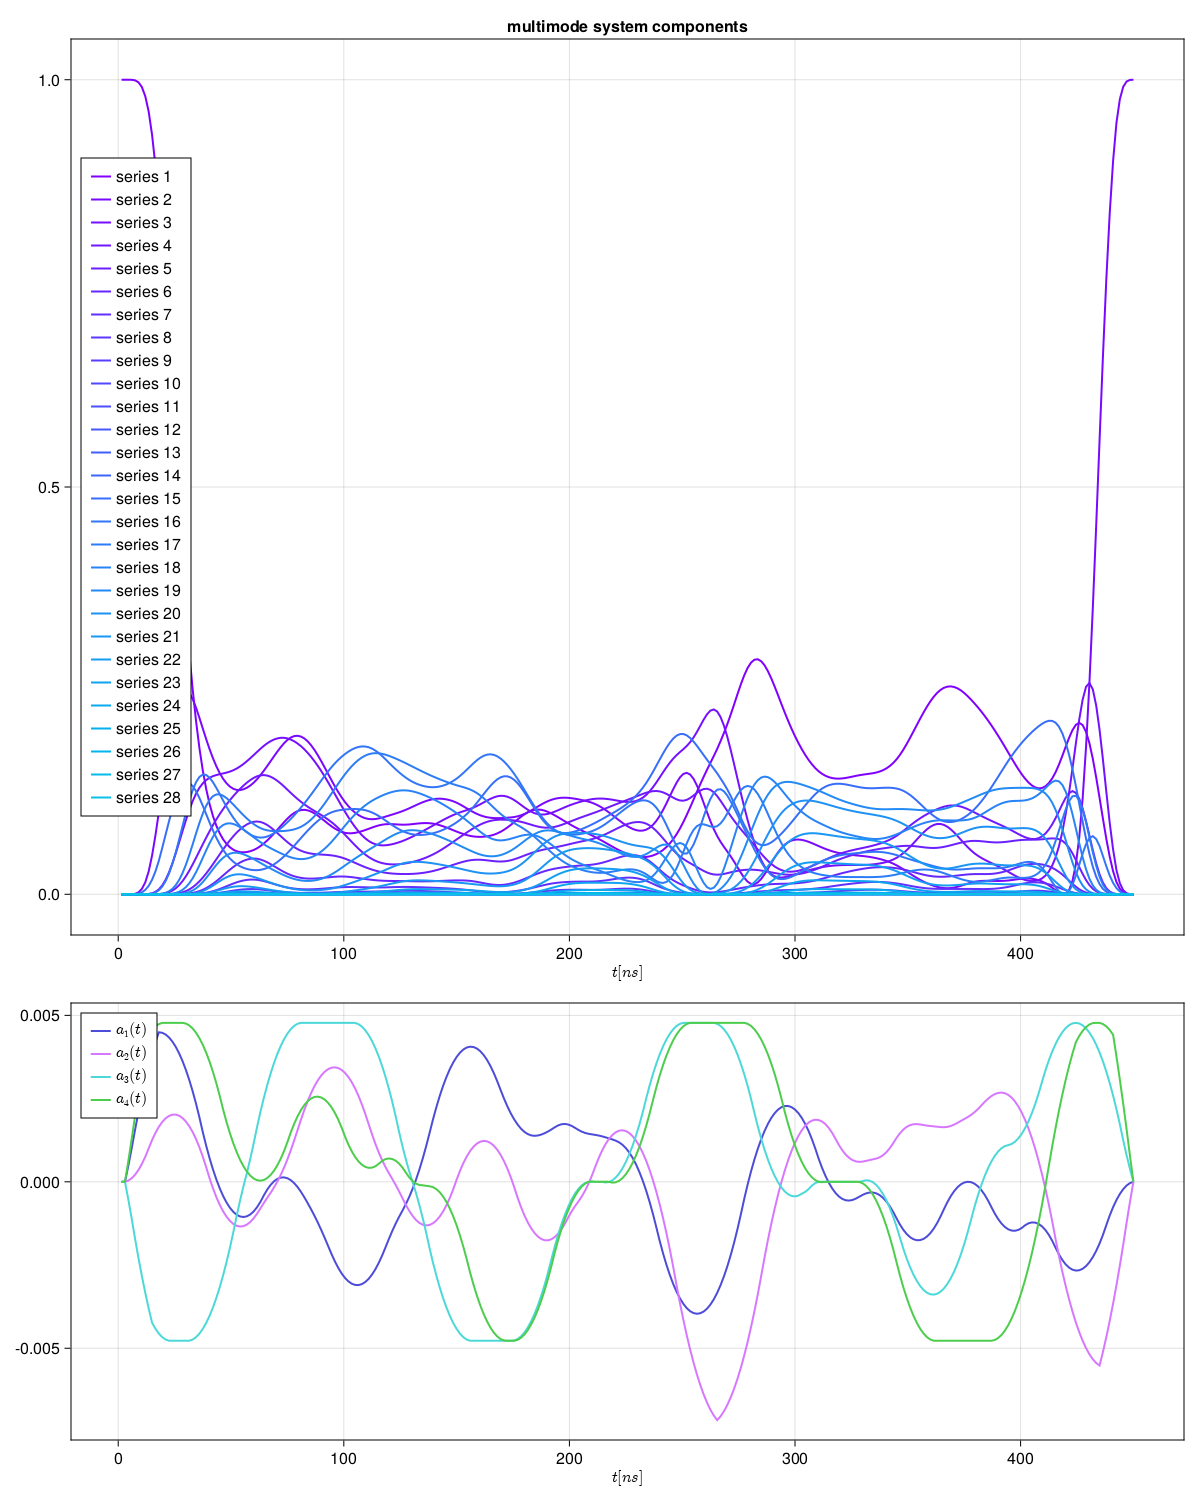 multimode system components
1.0
series 1
series 2
series 3
series 4
series 5
series 6
series 7
series 8
series 9
series 10
series 11
series 12
series 13
series 14
series 15
series 16
series 17
series 18
series 19
series 20
series 21
series 22
series 23
series 24
series 25
series 26
series 27
series 28
0.5
0.0
0 100 200 300 400
t[ns]
0.005
a₁(t)
a₂(t)
a₃(t)
a₄(t)
0.000
-0.005
0 100 200 300 400
t[ns]